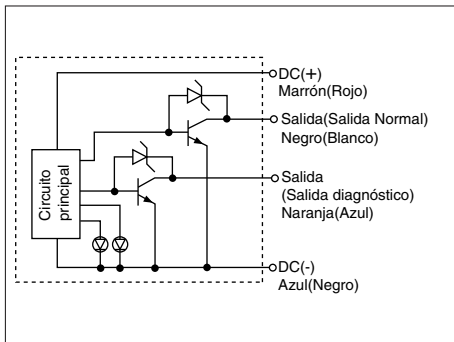 DC(+)
Marrón(Rojo)
Salida(Salida Normal)
Negro(Blanco)
Circuito
principal
Salida
(Salida diagnóstico)
Naranja(Azul)
DC(-)
Azul(Negro)